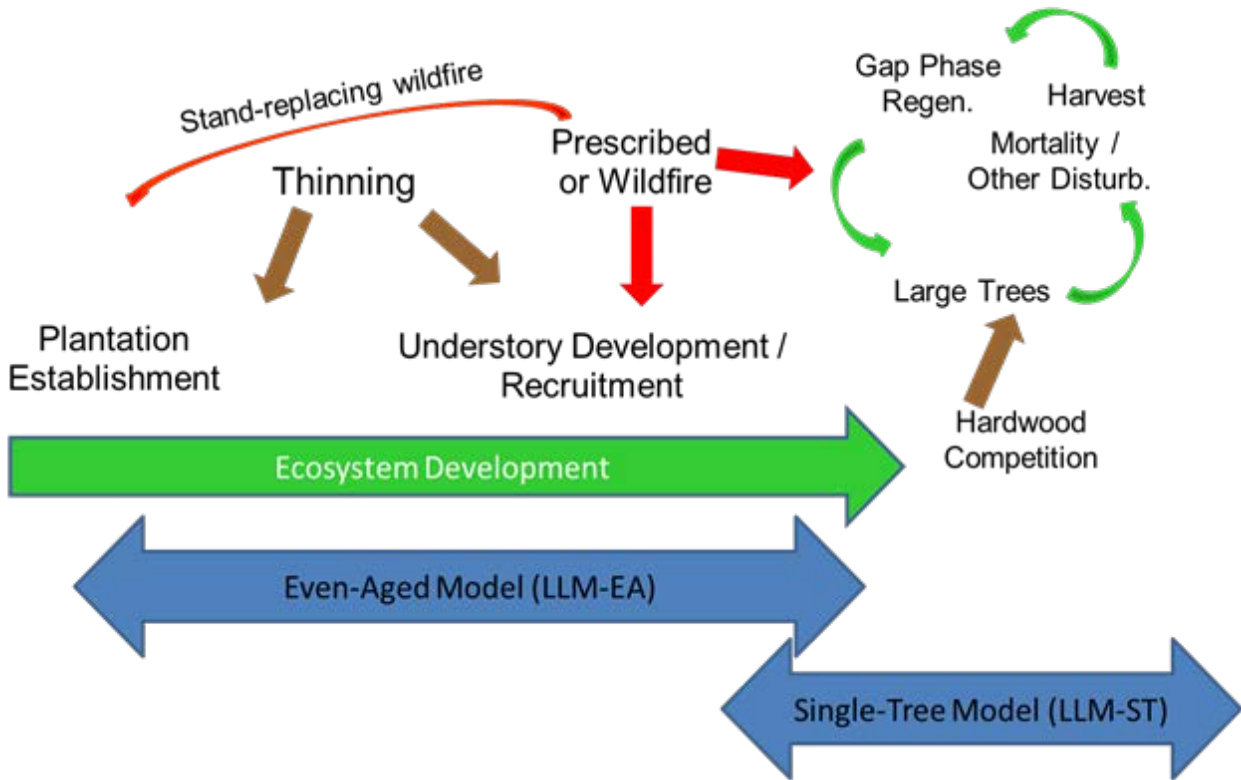 Stand-replacing wildfire
Thinning
Prescribed
or Wildfire
Gap Phase
Regen.
Harvest
Mortality /
Other Disturb.
Large Trees
Plantation
Establishment
Understory Development /
Recruitment
Hardwood
Competition
Ecosystem Development
Even-Aged Model (LLM-EA)
Single-Tree Model (LLM-ST)